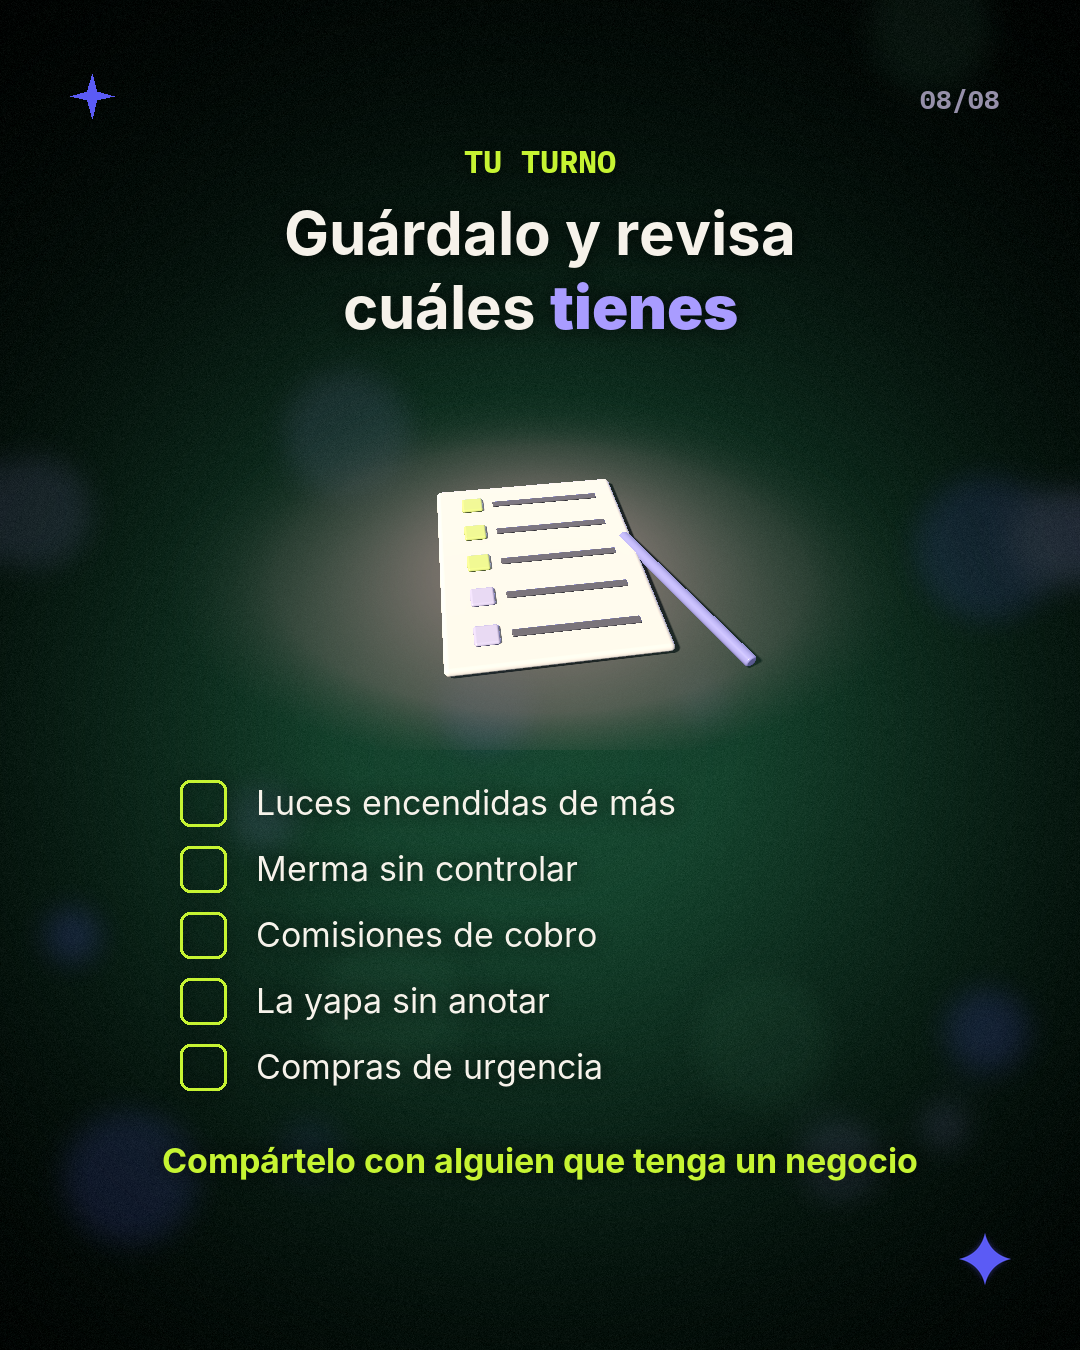 08/08
TU TURNO
Guárdalo y revisa
cuáles tienes
Luces encendidas de más
Merma sin controlar
Comisiones de cobro
La yapa sin anotar
Compras de urgencia
Compártelo con alguien que tenga un negocio